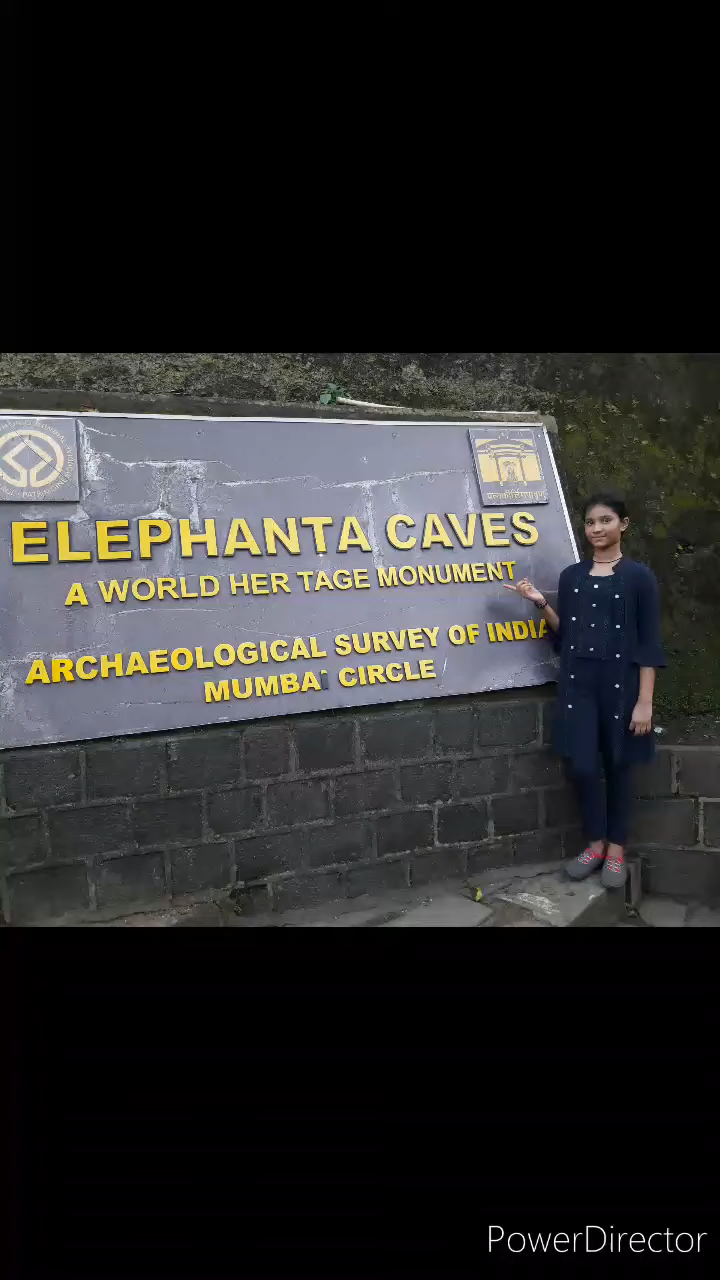 ELEPHANTA CAVES
A WORLD HER TAGE MONUMENT
ARCHAEOLOGICAL SURVEY OF INDIA
MUMBA CIRCLE
PowerDirector